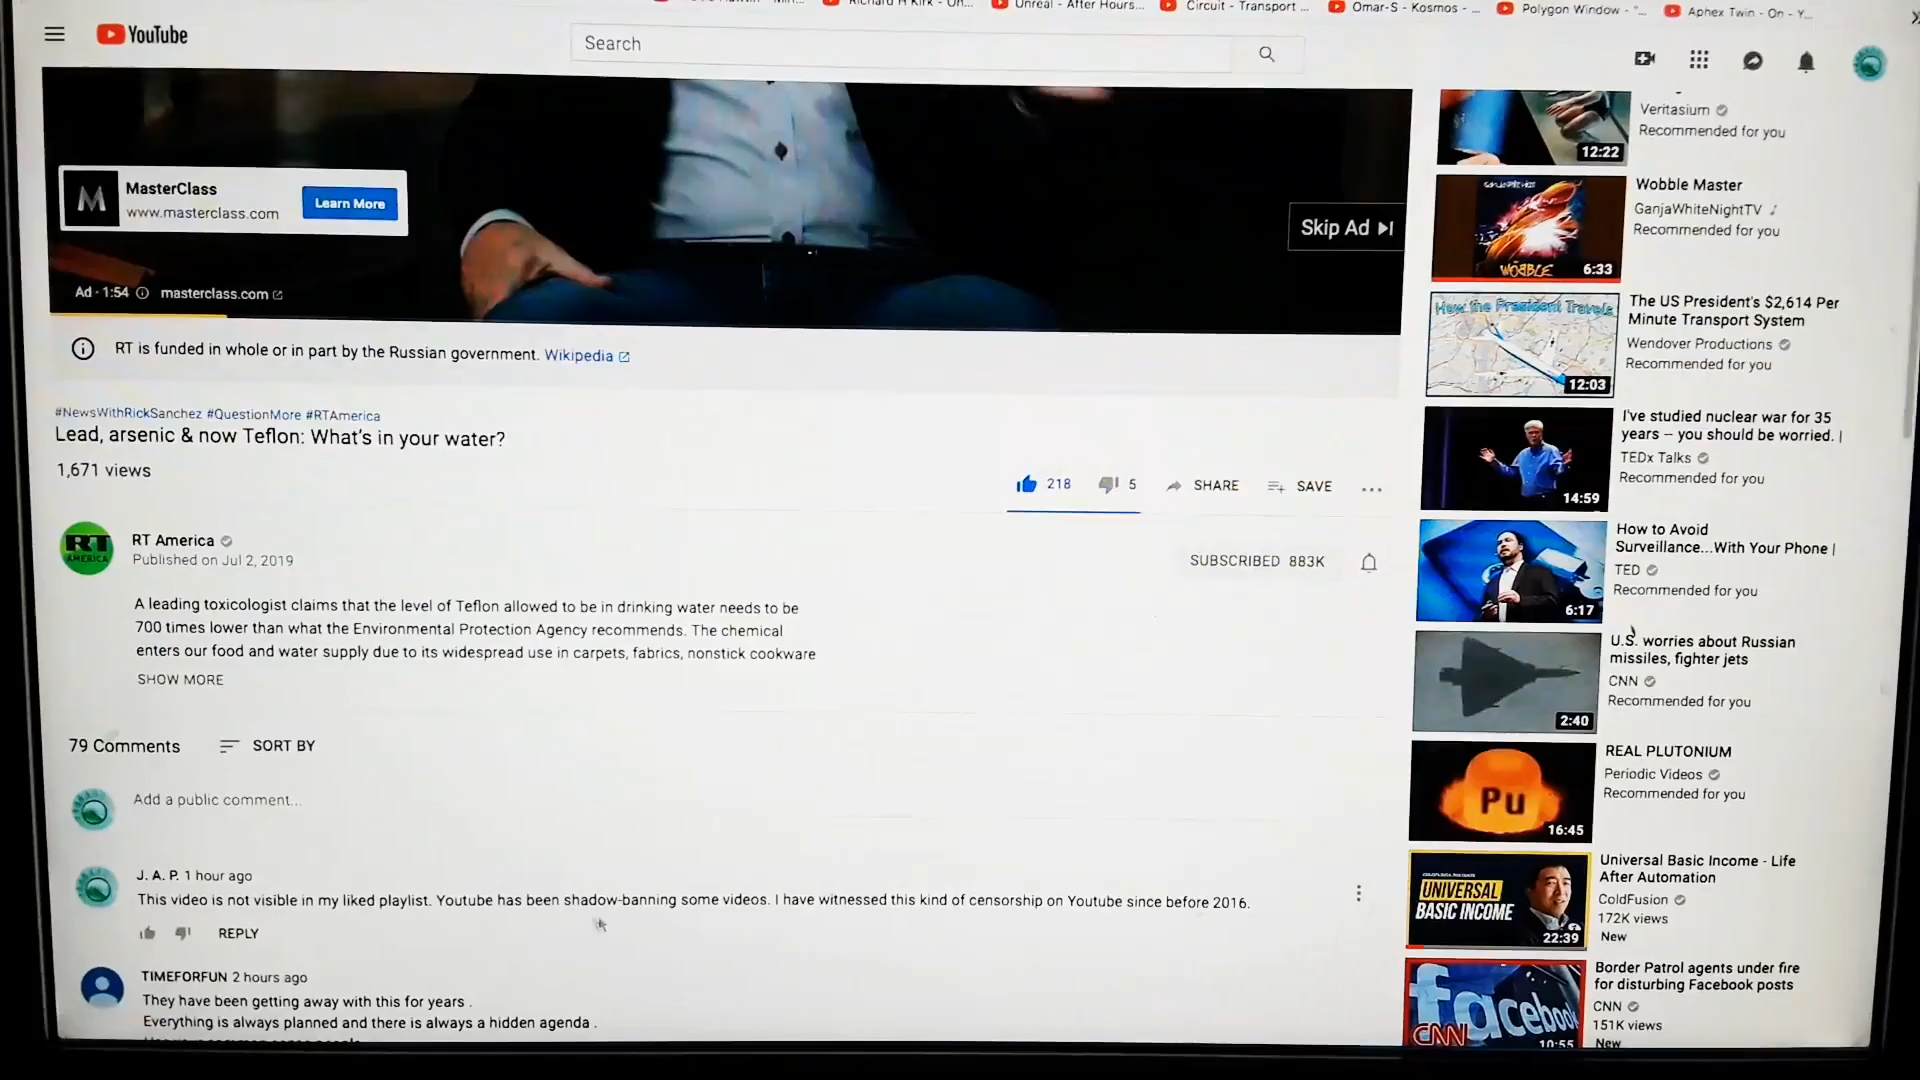 Unreal - After Hours...
Circuit - Transport ...
Omar-S - Kosmos - ...
Polygon Window - "...
Aphex Twin - On - Y...
YouTube
Search
MasterClass
www.masterclass.com
Learn More
Skip Ad
Ad · 1:54
masterclass.com
RT is funded in whole or in part by the Russian government. Wikipedia
#NewsWithRickSanchez #QuestionMore #RTAmerica
Lead, arsenic & now Teflon: What's in your water?
1,671 views
218
5
SHARE
SAVE
RT
AMERICA
RT America
Published on Jul 2, 2019
SUBSCRIBED 883K
A leading toxicologist claims that the level of Teflon allowed to be in drinking water needs to be
700 times lower than what the Environmental Protection Agency recommends. The chemical
enters our food and water supply due to its widespread use in carpets, fabrics, nonstick cookware
SHOW MORE
79 Comments
SORT BY
Add a public comment...
J. A. P. 1 hour ago
This video is not visible in my liked playlist. Youtube has been shadow-banning some videos. I have witnessed this kind of censorship on Youtube since before 2016.
REPLY
TIMEFORFUN 2 hours ago
They have been getting away with this for years .
Everything is always planned and there is always a hidden agenda .
12:22
Veritasium
Recommended for you
WOBBLE
6:33
Wobble Master
GanjaWhiteNightTV
Recommended for you
How the President Travels
12:03
The US President's $2,614 Per
Minute Transport System
Wendover Productions
Recommended for you
14:59
I've studied nuclear war for 35
years -- you should be worried. |
TEDx Talks
Recommended for you
6:17
How to Avoid
Surveillance...With Your Phone |
TED
Recommended for you
2:40
U.S. worries about Russian
missiles, fighter jets
CNN
Recommended for you
Pu
16:45
REAL PLUTONIUM
Periodic Videos
Recommended for you
UNIVERSAL
BASIC INCOME
22:39
Universal Basic Income - Life
After Automation
ColdFusion
172K views
New
facebook
CNN
10:55
Border Patrol agents under fire
for disturbing Facebook posts
CNN
151K views
New